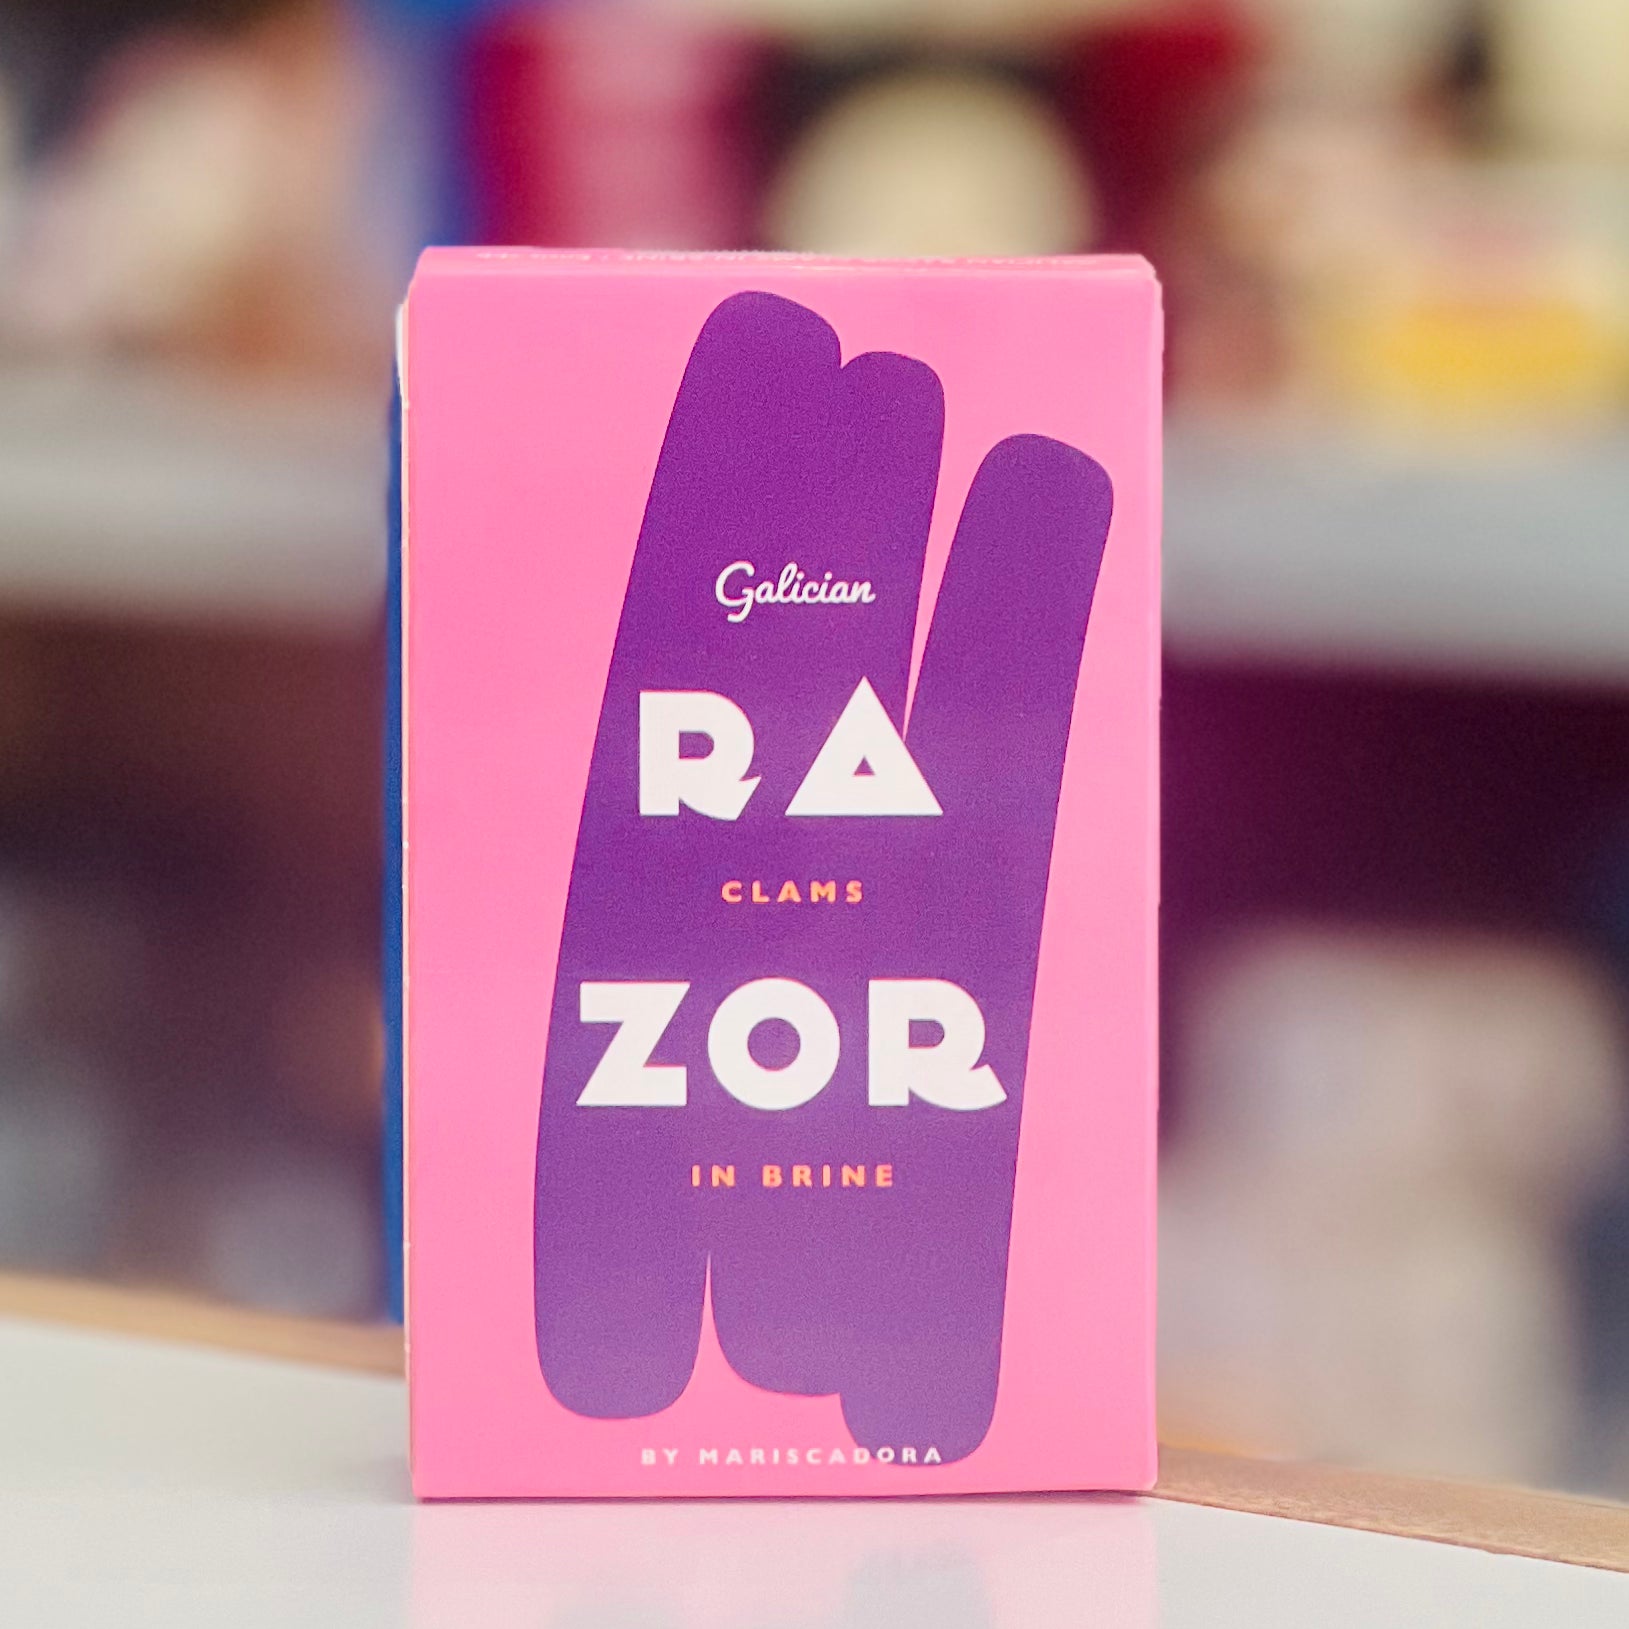 Galician
RA
CLAMS
ZOR
IN BRINE
BY MARISCADORA